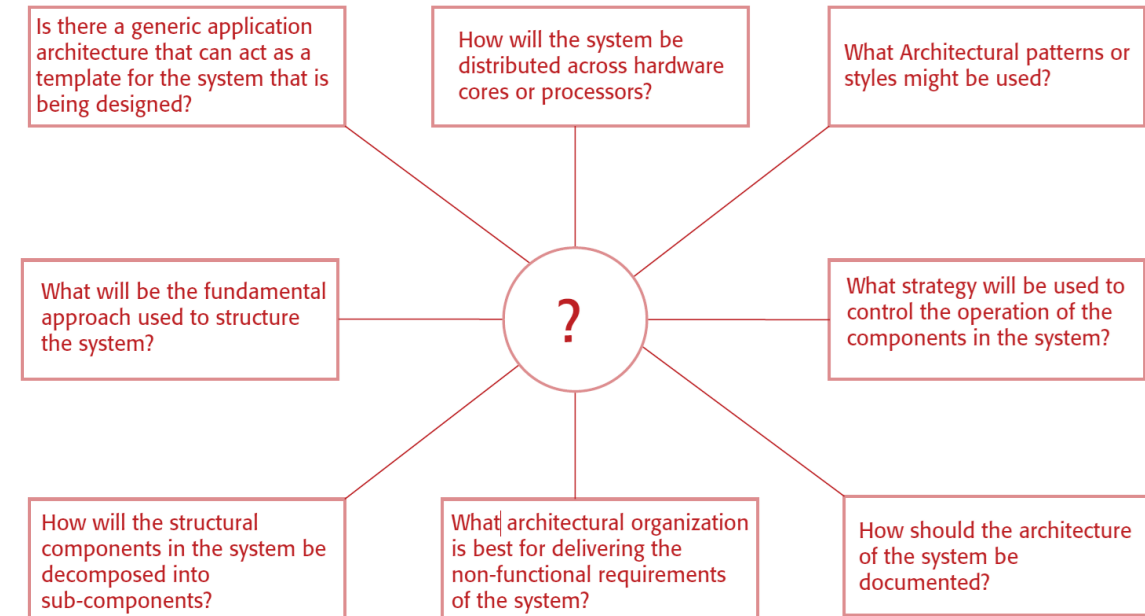 Is there a generic application
architecture that can act as a
template for the system that is
being designed?
How will the system be
distributed across hardware
cores or processors?
What Architectural patterns or
styles might be used?
What will be the fundamental
approach used to structure
the system?
?
What strategy will be used to
control the operation of the
components in the system?
How will the structural
components in the system be
decomposed into
sub-components?
What architectural organization
is best for delivering the
non-functional requirements
of the system?
How should the architecture
of the system be
documented?